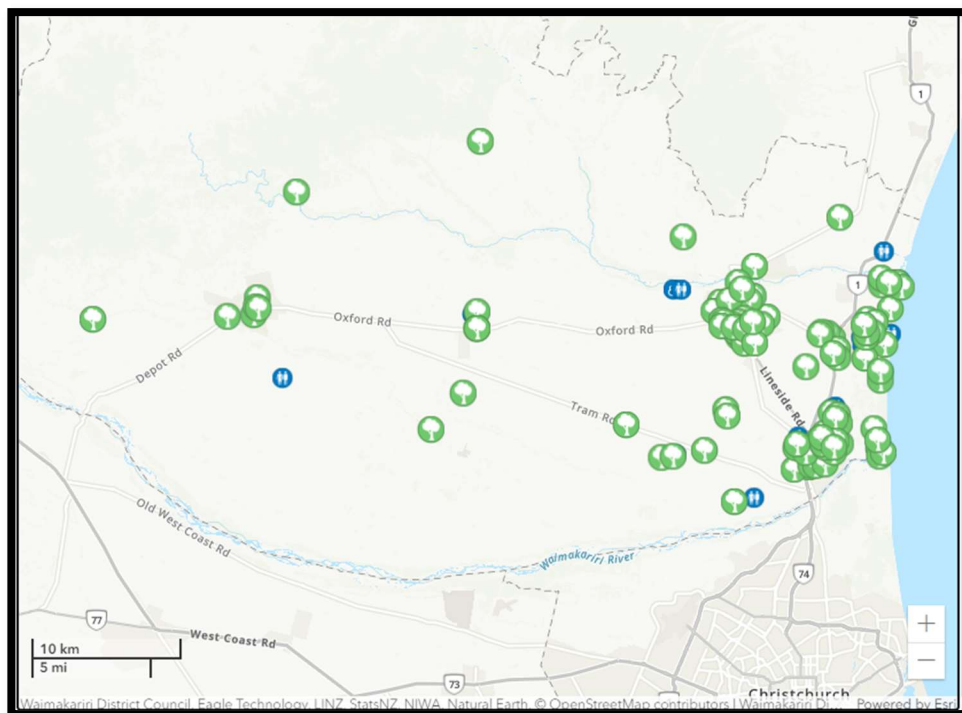 1
1
Oxford Rd
Oxford Rd
Depot Rd
Lineside Rd
Tram Rd
Old West Coast Rd
Waimakariri River
74
77
West Coast Rd
10 km
5 mi
73
Christchurch
+
−
Waimakariri District Council, Eagle Technology, LINZ, StatsNZ, NIWA, Natural Earth, © OpenStreetMap contributors | Waimakariri Di... Powered by Esri